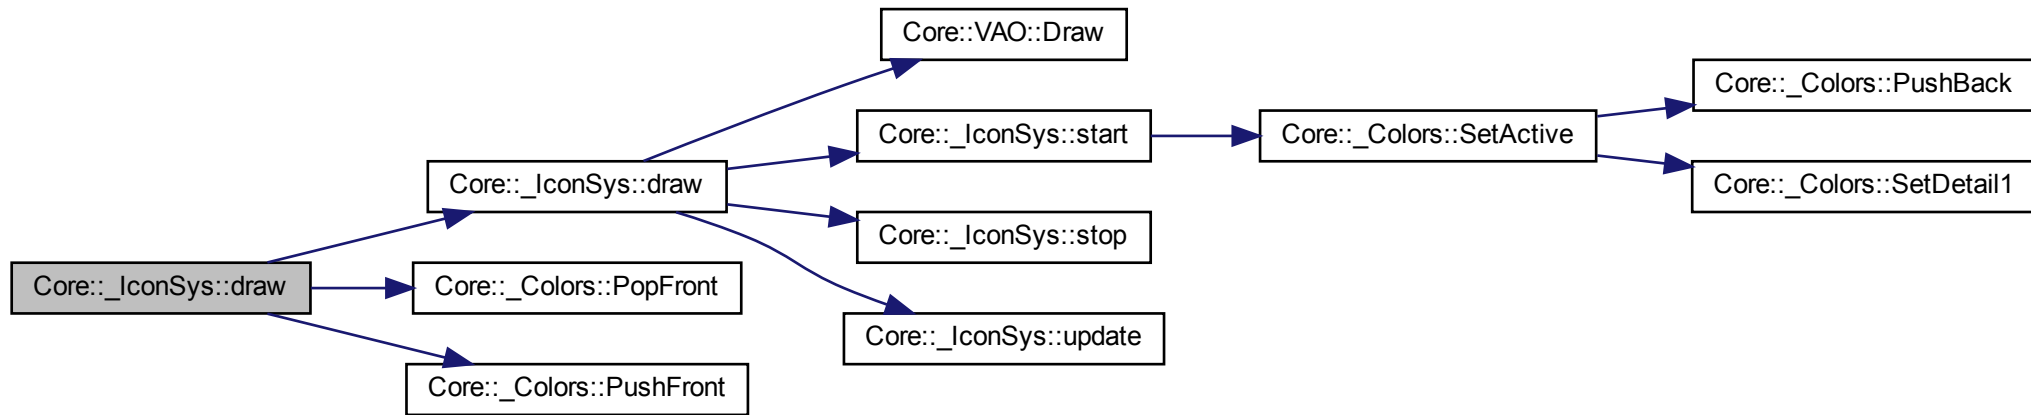 Core::VAO::Draw
Core::_Colors::PushBack
Core::_IconSys::start
Core::_Colors::SetActive
Core::_IconSys::draw
Core::_Colors::SetDetail1
Core::_IconSys::stop
Core::_IconSys::draw
Core::_Colors::PopFront
Core::_IconSys::update
Core::_Colors::PushFront